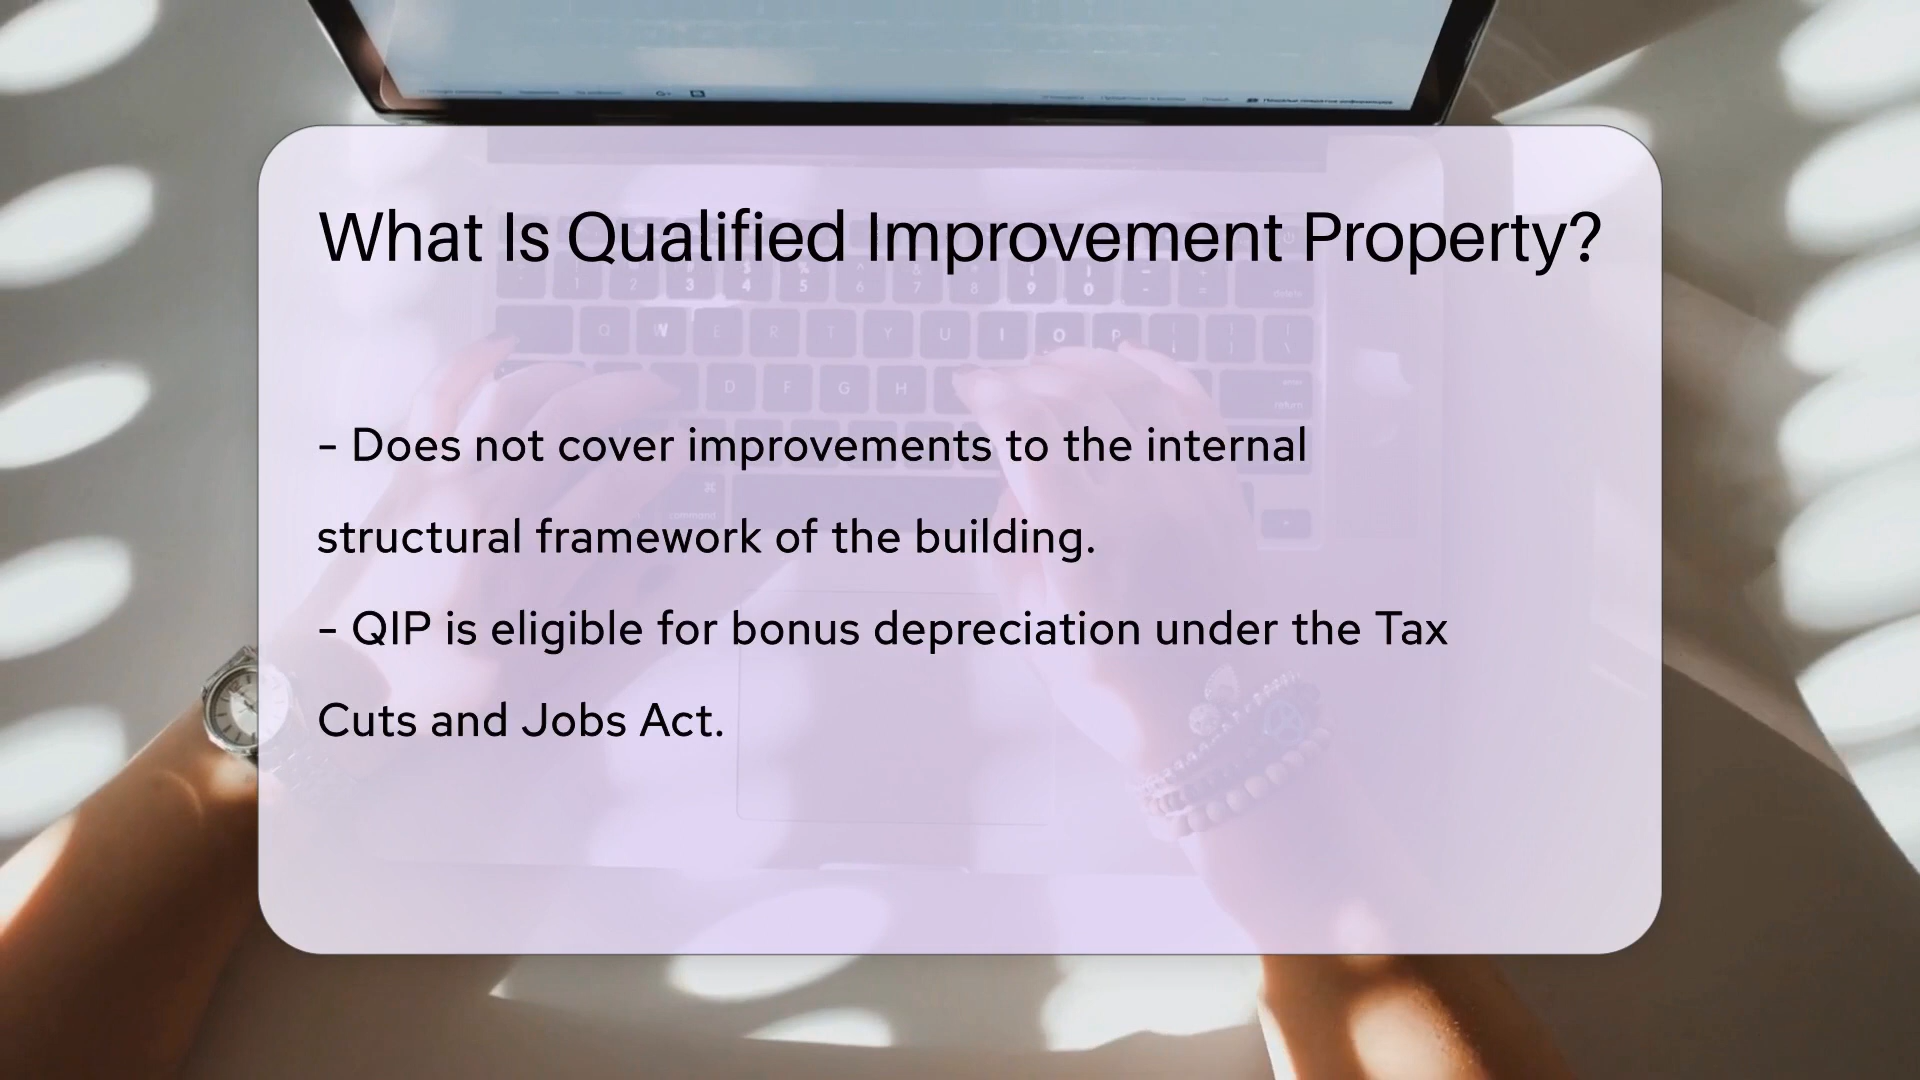 What Is Qualified Improvement Property?
- Does not cover improvements to the internal
structural framework of the building.
- QIP is eligible for bonus depreciation under the Tax
Cuts and Jobs Act.